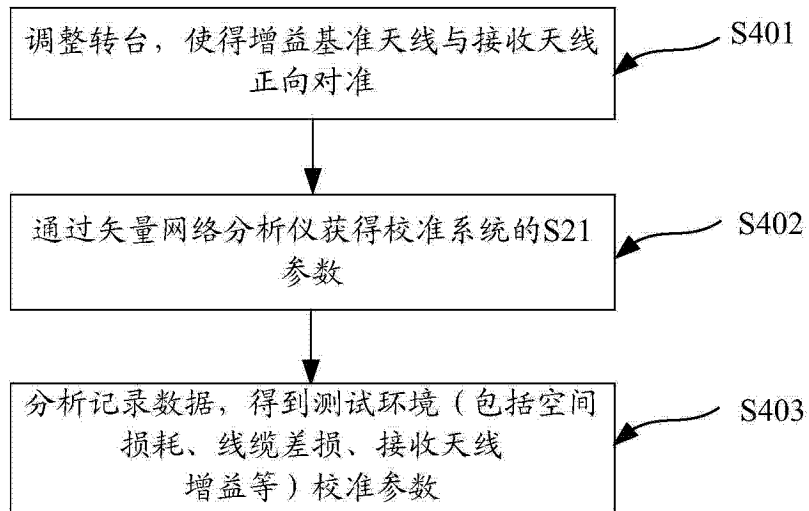 调整转台，使得增益基准天线与接收天线
正向对准
S401
通过矢量网络分析仪获得校准系统的S21
参数
S402
分析记录数据，得到测试环境（包括空间
损耗、线缆差损、接收天线
增益等）校准参数
S403